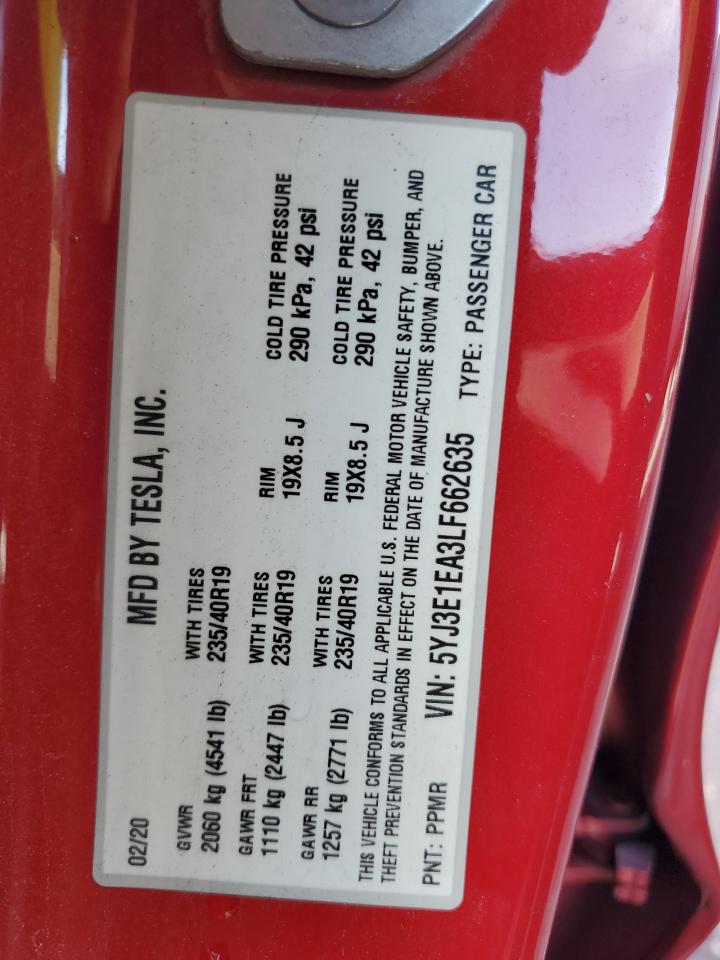 02/20 MFD BY TESLA, INC.
GVWR WITH TIRES
2060 kg (4541 lb) 235/40R19
GAWR FRT WITH TIRES RIM COLD TIRE PRESSURE
1110 kg (2447 lb) 235/40R19 19X8.5 J 290 kPa, 42 psi
GAWR RR WITH TIRES RIM COLD TIRE PRESSURE
1257 kg (2771 lb) 235/40R19 19X8.5 J 290 kPa, 42 psi
THIS VEHICLE CONFORMS TO ALL APPLICABLE U.S. FEDERAL MOTOR VEHICLE SAFETY, BUMPER, AND
THEFT PREVENTION STANDARDS IN EFFECT ON THE DATE OF MANUFACTURE SHOWN ABOVE.
PNT: PPMR VIN: 5YJ3E1EA3LF662635 TYPE: PASSENGER CAR